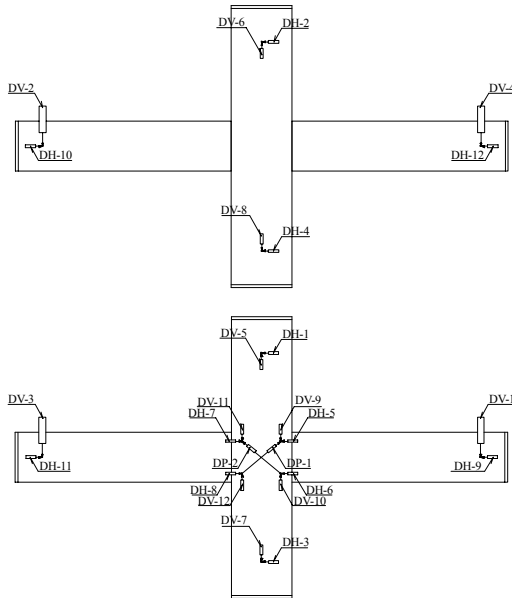 DV-6 DH-2
DV-2 DV-4
DH-10 DH-12
DV-8
DH-4
DV-5 DH-1
DV-3 DV-11 DV-9 DV-1
DH-7 DH-5
DH-11 DP-2 DP-1 DH-9
DH-8 DH-6
DV-12 DV-10
DV-7
DH-3